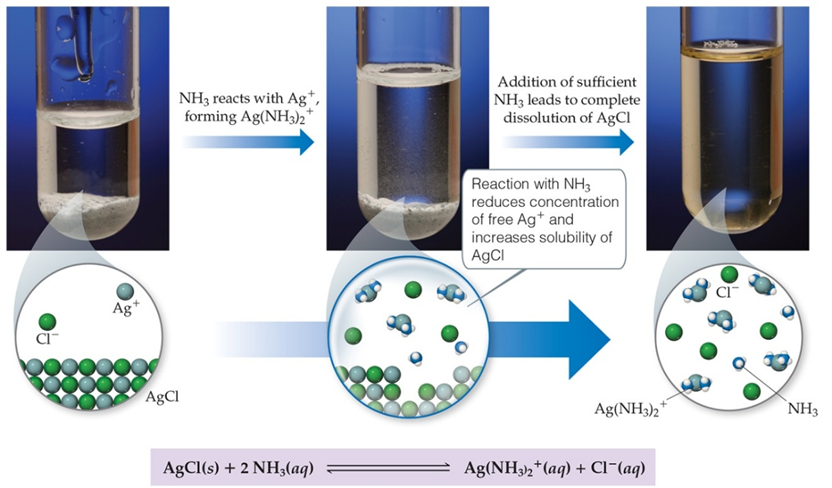 NH₃ reacts with Ag⁺,
forming Ag(NH₃)₂⁺
Addition of sufficient
NH₃ leads to complete
dissolution of AgCl
Reaction with NH₃
reduces concentration
of free Ag⁺ and
increases solubility of
AgCl
Ag⁺
Cl⁻
AgCl
Cl⁻
Ag(NH₃)₂⁺
NH₃
AgCl(s) + 2 NH₃(aq) ⇌ Ag(NH₃)₂⁺(aq) + Cl⁻(aq)